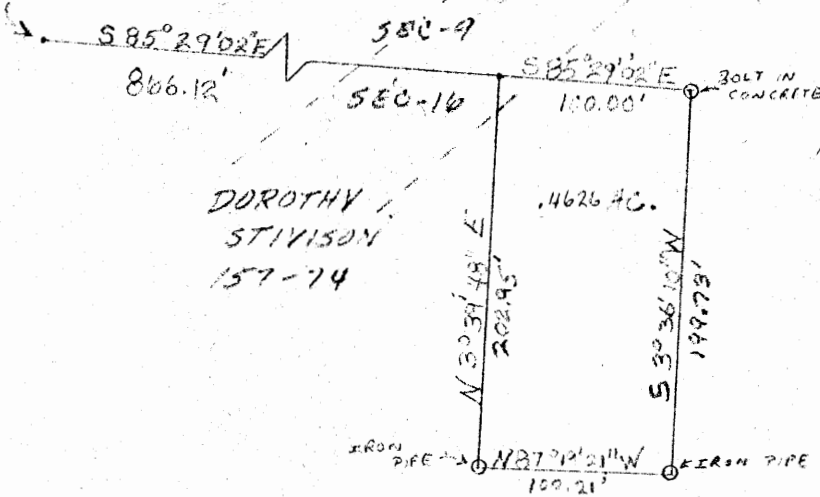 S 85°29'02"E
866.12'
SEC-9
SEC-16
S 85°29'02"E
100.00'
BOLT IN
CONCRETE
DOROTHY
STIVISON
157-74
.4626 AC.
N 3°39'48" E
202.95'
S 3°36'10" W
199.73'
IRON
PIPE
N87°19'21"W
100.21'
IRON PIPE